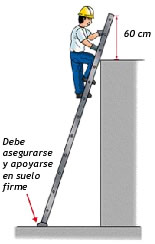 60 cm
Debe
asegurarse
y apoyarse
en suelo
firme